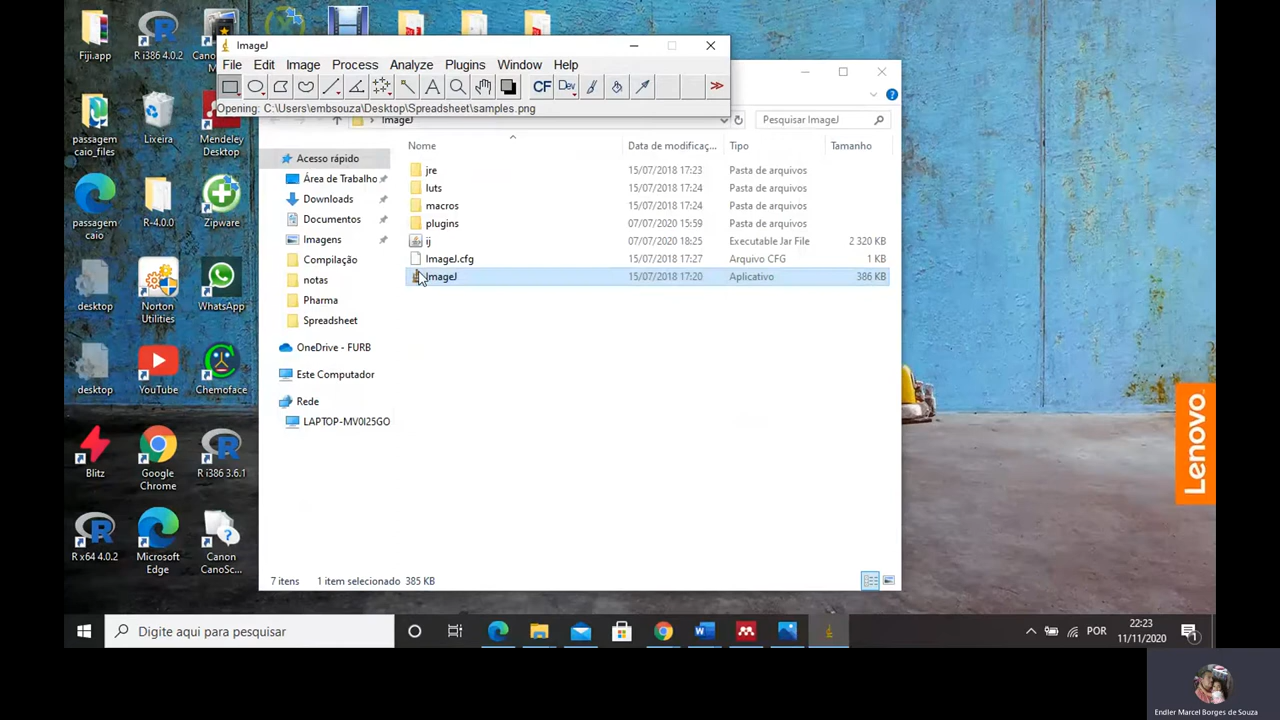 Fiji.app
R i386 4.0.2
Cano
M
ImageJ
File Edit Image Process Analyze Plugins Window Help
A CF Dev >>
Opening: C:\Users\embsouza\Desktop\Spreadsheet\samples.png
ImageJ
Pesquisar ImageJ
Nome Data de modificaç... Tipo Tamanho
Acesso rápido
Área de Trabalho
Downloads
Documentos
Imagens
Compilação
notas
Pharma
Spreadsheet
OneDrive - FURB
Este Computador
Rede
LAPTOP-MV0I25GO
jre 15/07/2018 17:23 Pasta de arquivos
luts 15/07/2018 17:24 Pasta de arquivos
macros 15/07/2018 17:24 Pasta de arquivos
plugins 07/07/2020 15:59 Pasta de arquivos
ij 07/07/2020 18:25 Executable Jar File 2 320 KB
ImageJ.cfg 15/07/2018 17:27 Arquivo CFG 1 KB
ImageJ 15/07/2018 17:20 Aplicativo 386 KB
7 itens 1 item selecionado 385 KB
passagem
caio_files
Lixeira
Mendeley
Desktop
passagem
caio
R-4.0.0
Zipware
desktop
Norton
Utilities
WhatsApp
desktop
YouTube
Chemoface
Blitz
Google
Chrome
R i386 3.6.1
R x64 4.0.2
Microsoft
Edge
Canon
CanoSc...
Lenovo
Digite aqui para pesquisar
POR
22:23
11/11/2020
1
Endler Marcel Borges de Souza